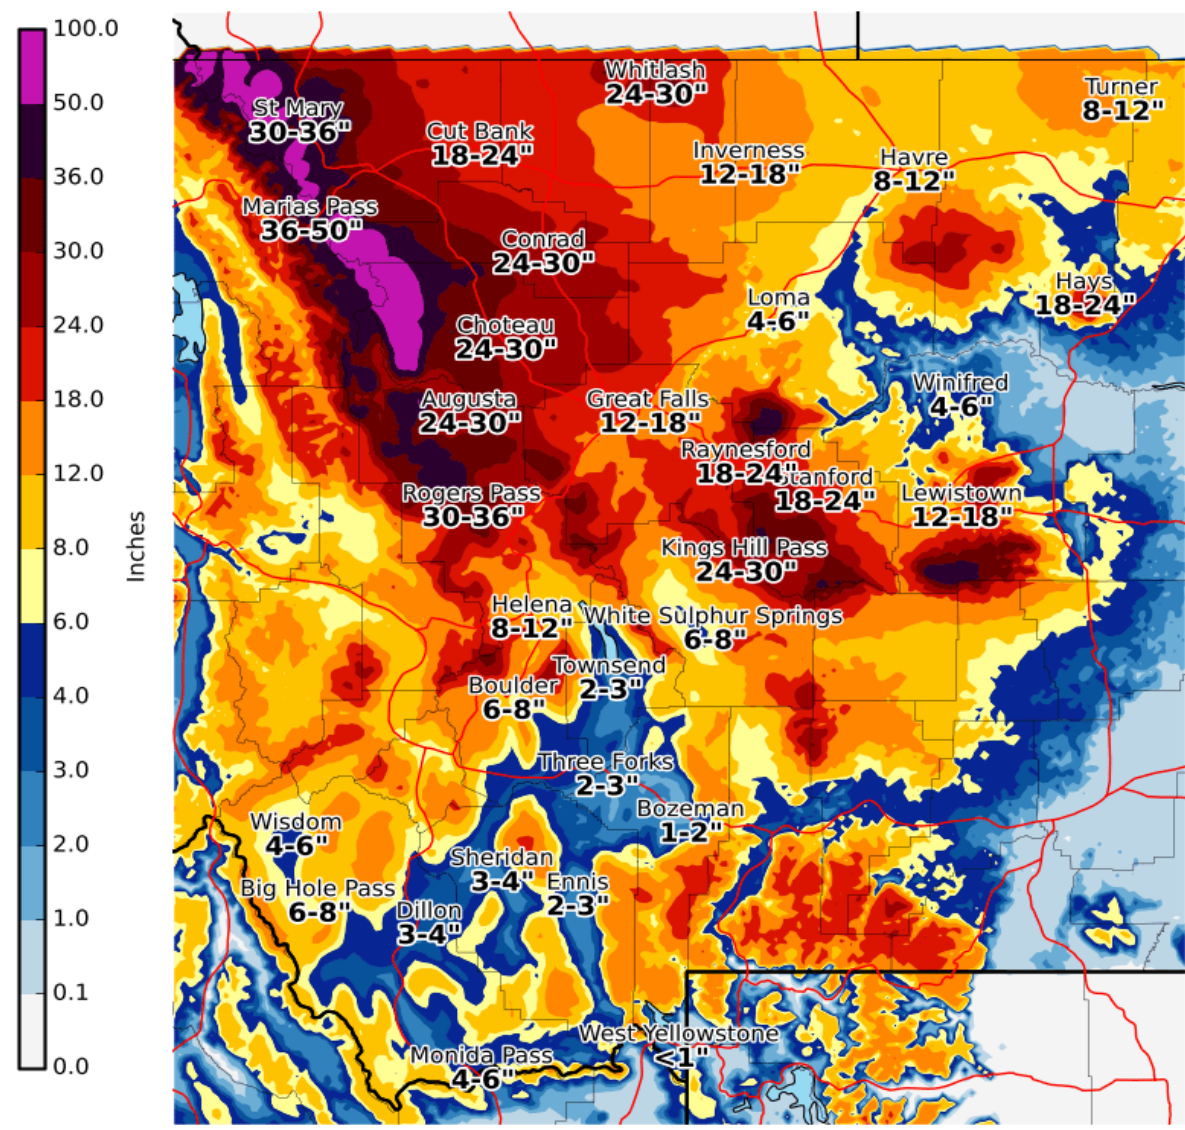 100.0
50.0
36.0
30.0
24.0
18.0
12.0
8.0
6.0
4.0
3.0
2.0
1.0
0.1
0.0
Inches
Whitlash
24-30"
Turner
8-12"
St Mary
30-36"
Cut Bank
18-24"
Inverness
12-18"
Havre
8-12"
Marias Pass
36-50"
Conrad
24-30"
Hays
18-24"
Loma
4-6"
Choteau
24-30"
Winifred
4-6"
Augusta
24-30"
Great Falls
12-18"
Raynesford
18-24"
Stanford
18-24"
Rogers Pass
30-36"
Lewistown
12-18"
Kings Hill Pass
24-30"
Helena
8-12"
White Sulphur Springs
6-8"
Townsend
2-3"
Boulder
6-8"
Three Forks
2-3"
Bozeman
1-2"
Wisdom
4-6"
Sheridan
3-4"
Ennis
2-3"
Big Hole Pass
6-8"
Dillon
3-4"
West Yellowstone
<1"
Monida Pass
4-6"